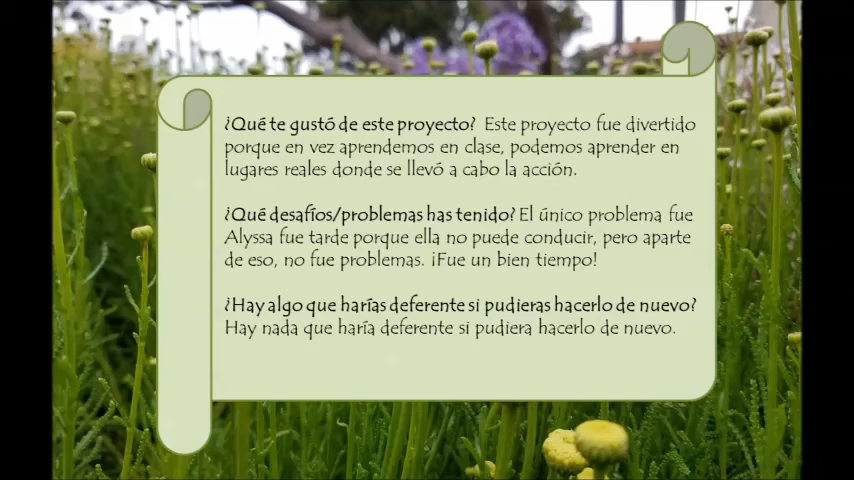 ¿Qué te gustó de este proyecto? Este proyecto fue divertido
porque en vez aprendemos en clase, podemos aprender en
lugares reales donde se llevó a cabo la acción.
¿Qué desafíos/problemas has tenido? El único problema fue
Alyssa fue tarde porque ella no puede conducir, pero aparte
de eso, no fue problemas. ¡Fue un bien tiempo!
¿Hay algo que harías deferente si pudieras hacerlo de nuevo?
Hay nada que haría deferente si pudiera hacerlo de nuevo.